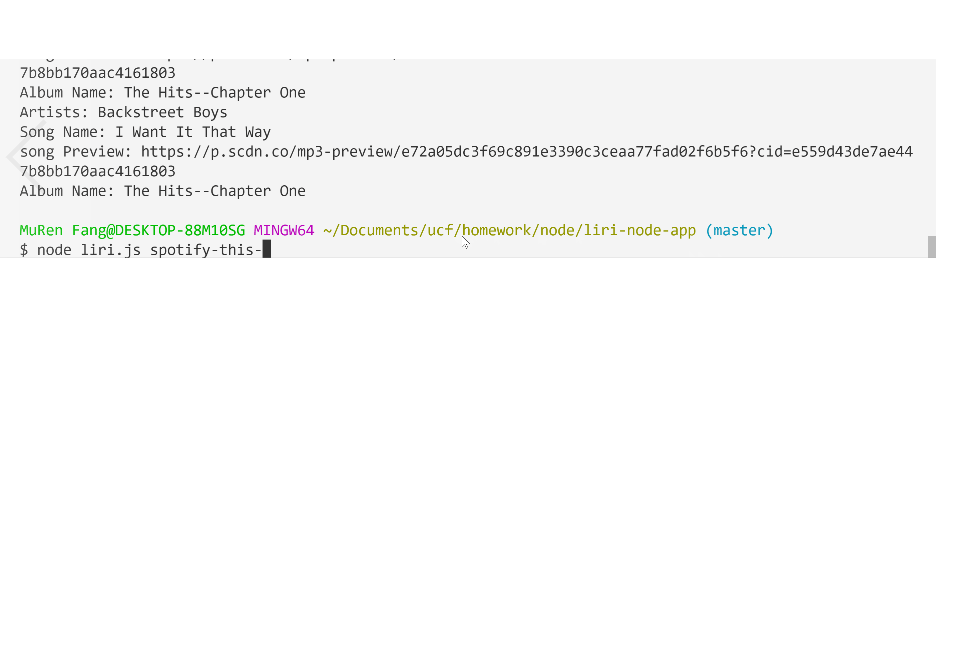 7b8bb170aac4161803
Album Name: The Hits--Chapter One
Artists: Backstreet Boys
Song Name: I Want It That Way
song Preview: https://p.scdn.co/mp3-preview/e72a05dc3f69c891e3390c3ceaa77fad02f6b5f6?cid=e559d43de7ae44
7b8bb170aac4161803
Album Name: The Hits--Chapter One
MuRen Fang@DESKTOP-88M10SG MINGW64 ~/Documents/ucf/homework/node/liri-node-app (master)
$ node liri.js spotify-this-